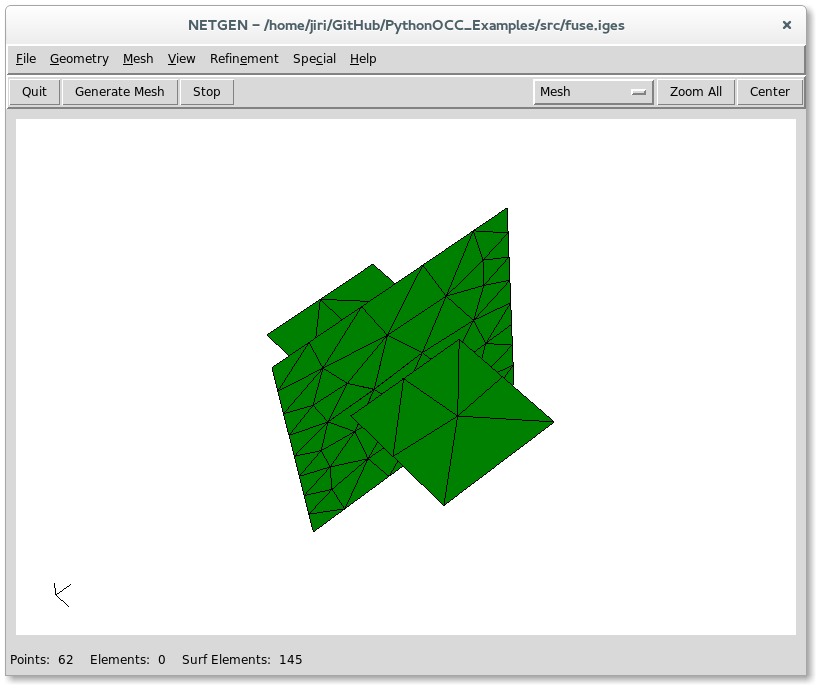 NETGEN – /home/jiri/GitHub/PythonOCC_Examples/src/fuse.iges ×
File Geometry Mesh View Refinement Special Help
Quit Generate Mesh Stop Mesh Zoom All Center
Points: 62 Elements: 0 Surf Elements: 145